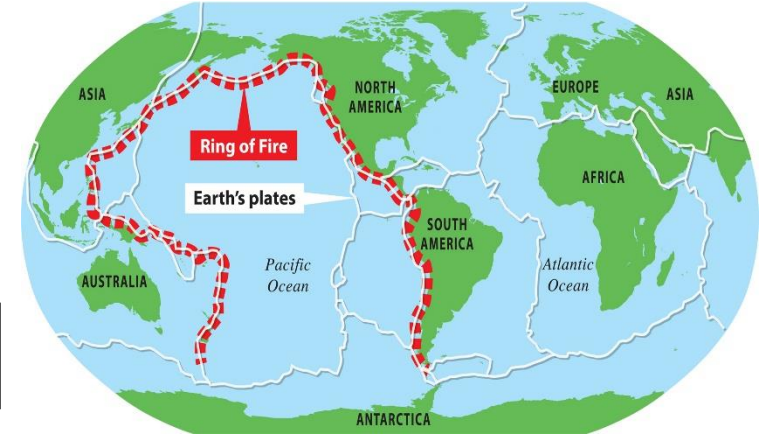 ASIA
NORTH
AMERICA
EUROPE
ASIA
Ring of Fire
Earth's plates
AFRICA
SOUTH
AMERICA
Pacific
Ocean
Atlantic
Ocean
AUSTRALIA
ANTARCTICA